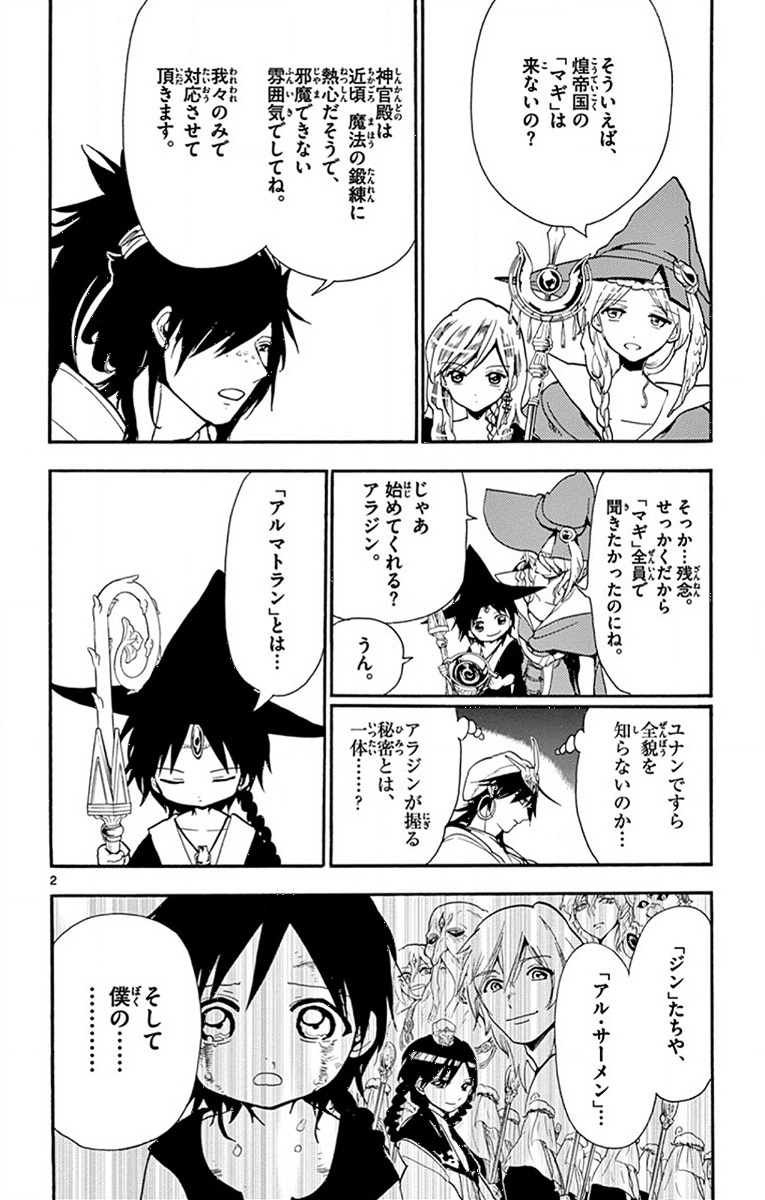 そういえば、
煌帝国の
「マギ」は
来ないの?
神官殿は
近頃 魔法の鍛練に
熱心だそうで、
邪魔できない
雰囲気でしてね。
我々のみで
対応させて
頂きます。
そっか…残念。
せっかくだから
「マギ」全員で
聞きたかったのにね。
じゃあ
始めてくれる?
アラジン。
うん。
ユナンですら
全貌を
知らないのか…
アラジンが握る
秘密とは、
一体………?
「アルマトラン」とは…
2
「ジン」たちや、
「アル・サーメン」…
そして
僕の……
………